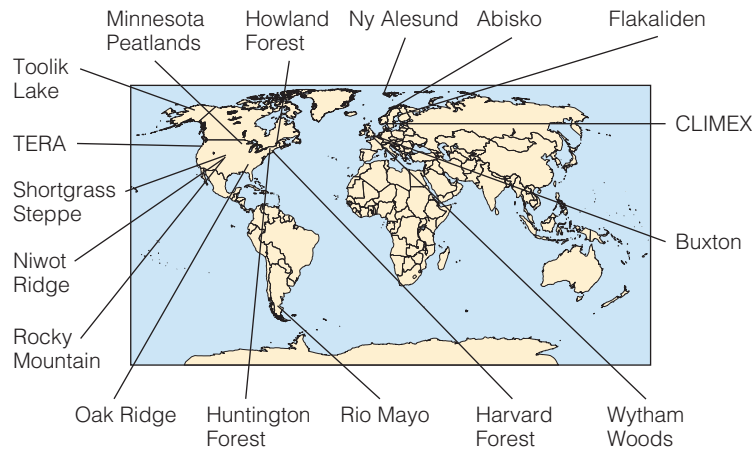 Minnesota
Peatlands
Howland
Forest
Ny Alesund
Abisko
Flakaliden
Toolik
Lake
CLIMEX
TERA
Shortgrass
Steppe
Buxton
Niwot
Ridge
Rocky
Mountain
Oak Ridge
Huntington
Forest
Rio Mayo
Harvard
Forest
Wytham
Woods